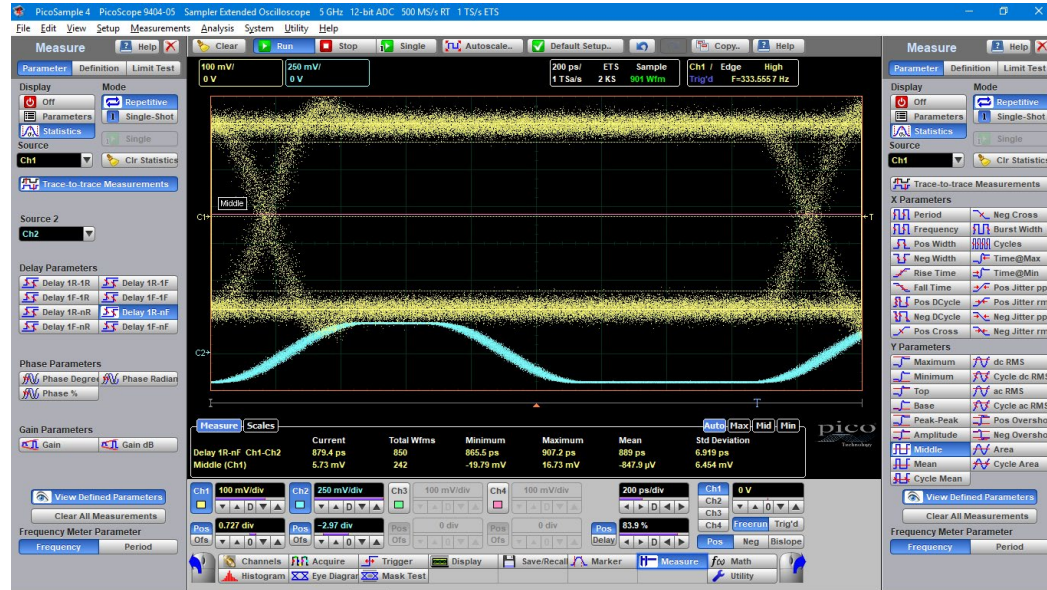 PicoSample 4 PicoScope 9404-05 Sampler Extended Oscilloscope 5 GHz 12-bit ADC 500 MS/s RT 1 TS/s ETS
File Edit View Setup Measurements Analysis System Utility Help
Measure Help
Clear Run Stop Single Autoscale.. Default Setup.. Copy.. Help
Measure Help
Parameter Definition Limit Test
Display Mode
Off Repetitive
Parameters Single-Shot
Statistics Single
Source
Ch1 Clr Statistics
Trace-to-trace Measurements
Source 2
Ch2
Delay Parameters
Delay 1R-1R Delay 1R-1F
Delay 1F-1R Delay 1F-1F
Delay 1R-nR Delay 1R-nF
Delay 1F-nR Delay 1F-nF
Phase Parameters
Phase Degree Phase Radian
Phase %
Gain Parameters
Gain Gain dB
View Defined Parameters
Clear All Measurements
Frequency Meter Parameter
Frequency Period
100 mV/ 250 mV/ 200 ps/ ETS Sample Ch1 / Edge High
0 V 0 V 1 TSa/s 2 KS 901 Wfm Trig'd F=333.5557 Hz
Middle
C1 T
C2
T
Measure Scales Auto Max Mid Min
pico
Technology
Current Total Wfms Minimum Maximum Mean Std Deviation
Delay 1R-nF Ch1-Ch2 879.4 ps 850 865.5 ps 907.2 ps 889 ps 6.919 ps
Middle (Ch1) 5.73 mV 242 -19.79 mV 16.73 mV -847.9 µV 6.454 mV
Ch1 100 mV/div Ch2 250 mV/div Ch3 100 mV/div Ch4 100 mV/div 200 ps/div Ch1 0 V
D D D D D Ch2 0
Ch3
Pos 0.727 div Pos -2.97 div Pos 0 div Pos 0 div Pos 83.9 % Ch4 Freerun Trig'd
Ofs 0 Ofs 0 Ofs 0 Ofs 0 Delay D Pos Neg Bislope
Channels Acquire Trigger Display Save/Recall Marker Measure f(x) Math
Histogram Eye Diagram Mask Test Utility
Parameter Definition Limit Test
Display Mode
Off Repetitive
Parameters Single-Shot
Statistics Single
Source
Ch1 Clr Statistics
Trace-to-trace Measurements
X Parameters
Period Neg Cross
Frequency Burst Width
Pos Width Cycles
Neg Width Time@Max
Rise Time Time@Min
Fall Time Pos Jitter pp
Pos DCycle Pos Jitter rm
Neg DCycle Neg Jitter pp
Pos Cross Neg Jitter rm
Y Parameters
Maximum dc RMS
Minimum Cycle dc RMS
Top ac RMS
Base Cycle ac RMS
Peak-Peak Pos Oversho
Amplitude Neg Oversho
Middle Area
Mean Cycle Area
Cycle Mean
View Defined Parameters
Clear All Measurements
Frequency Meter Parameter
Frequency Period